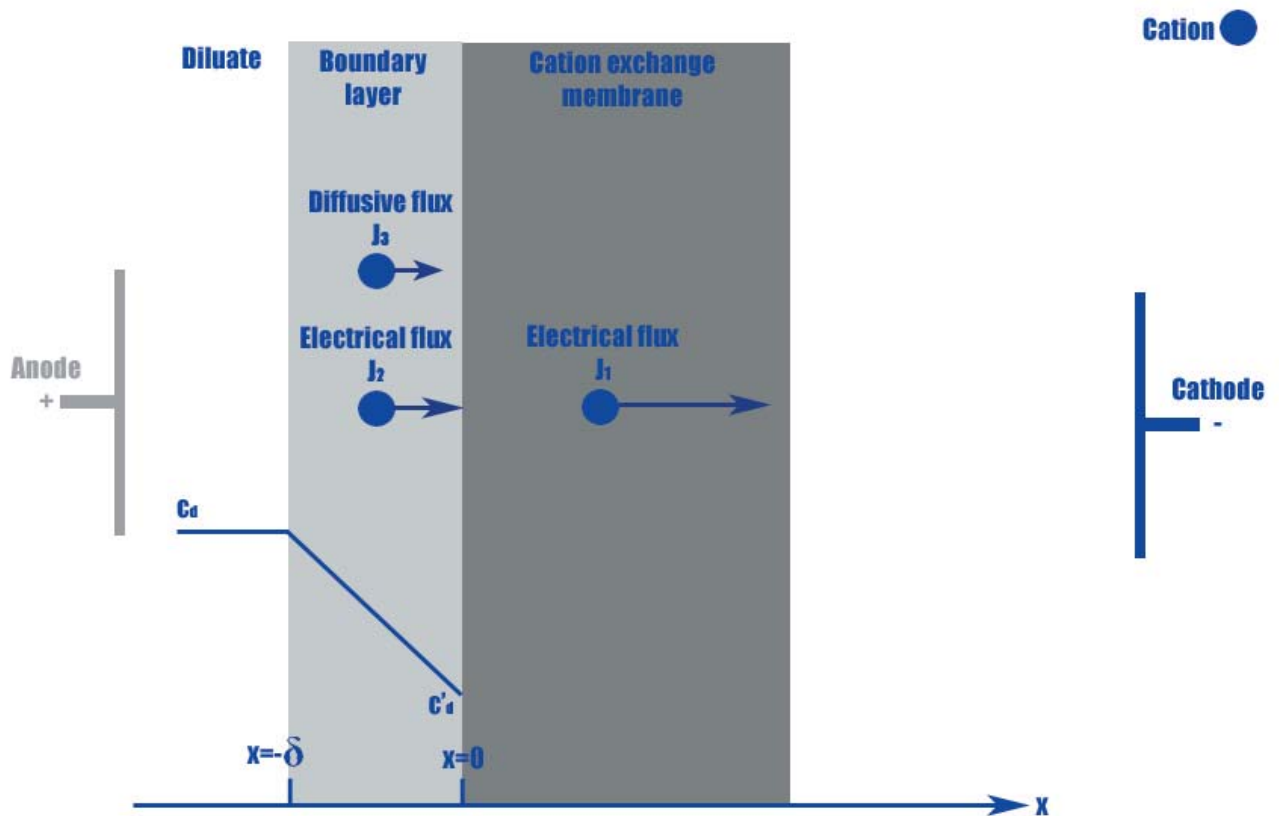 Cation
Diluate
Boundary
layer
Cation exchange
membrane
Diffusive flux
J₃
Electrical flux
J₂
Electrical flux
J₁
Anode
+
Cathode
-
Cd
C'd
x=-δ
x=0
x